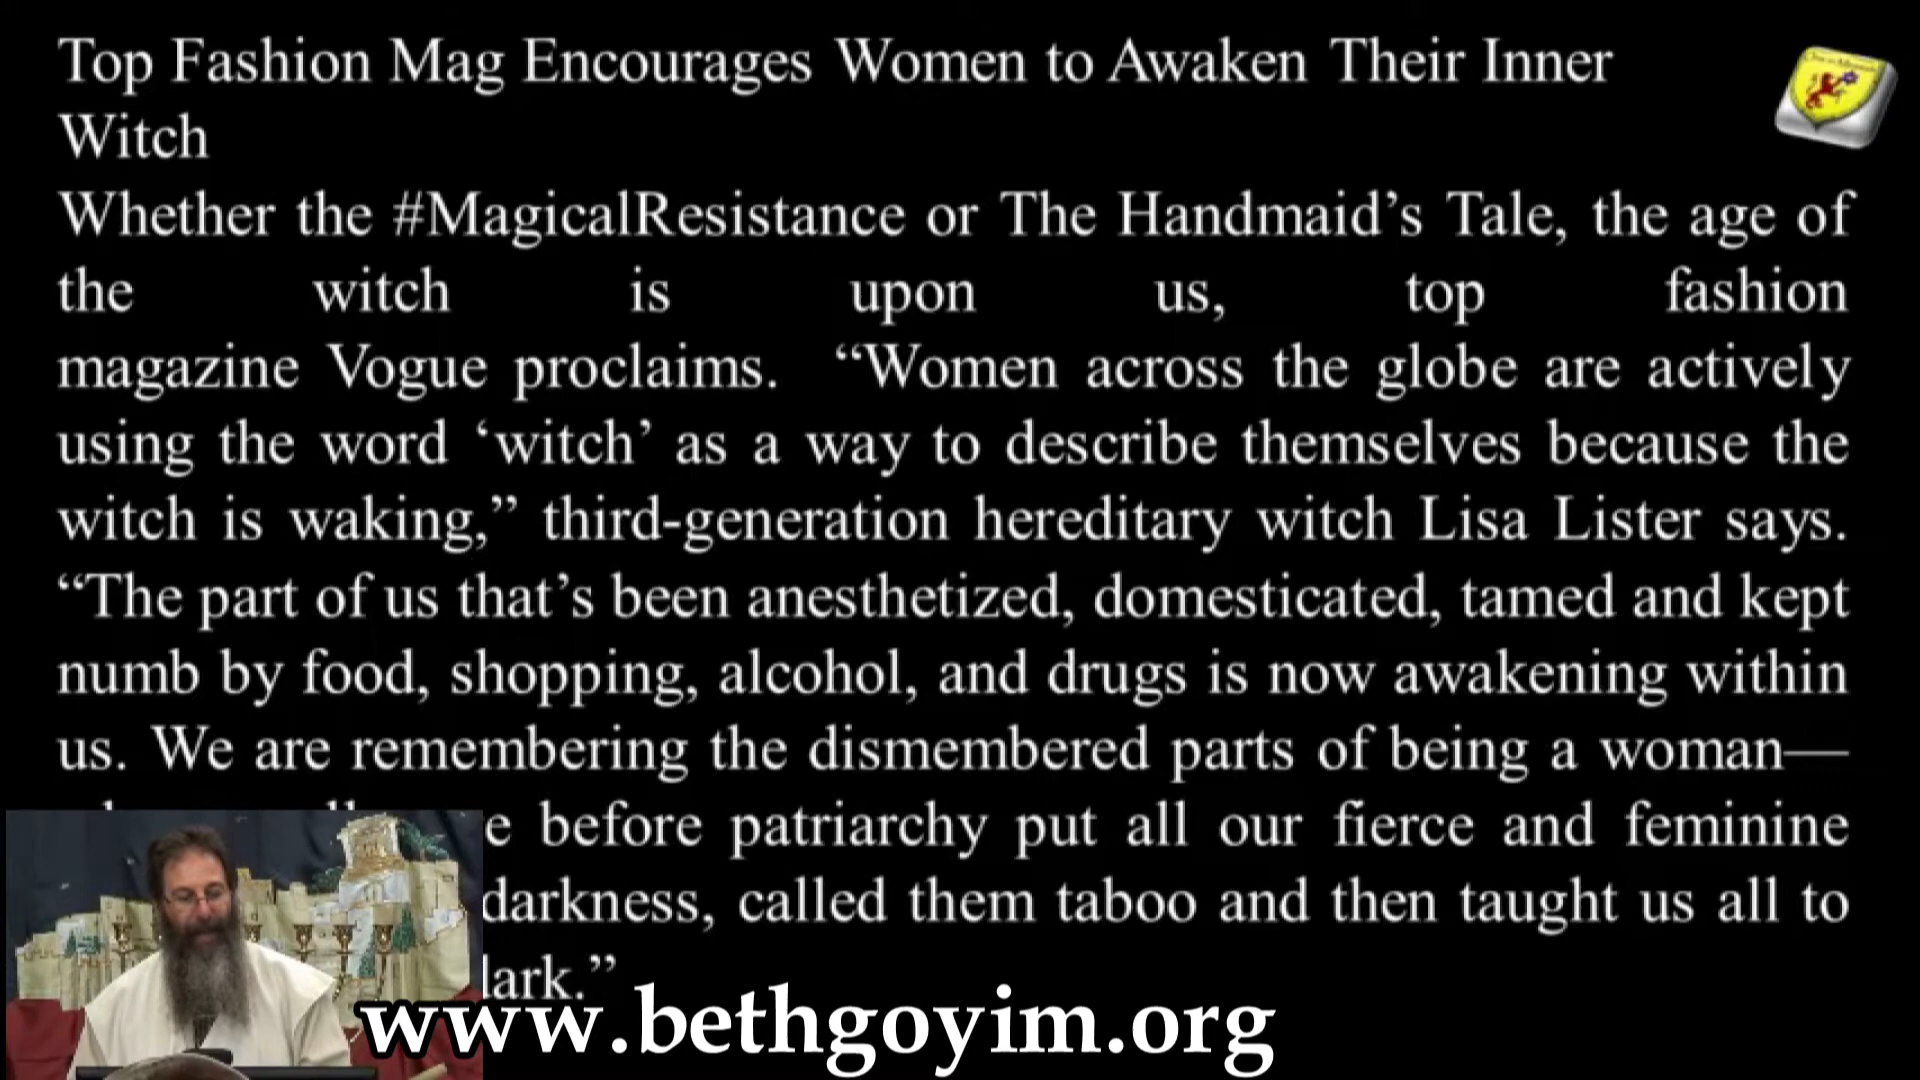 Top Fashion Mag Encourages Women to Awaken Their Inner
Witch
Whether the #MagicalResistance or The Handmaid’s Tale, the age of
the witch is upon us, top fashion
magazine Vogue proclaims. “Women across the globe are actively
using the word ‘witch’ as a way to describe themselves because the
witch is waking,” third-generation hereditary witch Lisa Lister says.
“The part of us that’s been anesthetized, domesticated, tamed and kept
numb by food, shopping, alcohol, and drugs is now awakening within
us. We are remembering the dismembered parts of being a woman—
before patriarchy put all our fierce and feminine
darkness, called them taboo and then taught us all to
www.bethgoyim.org